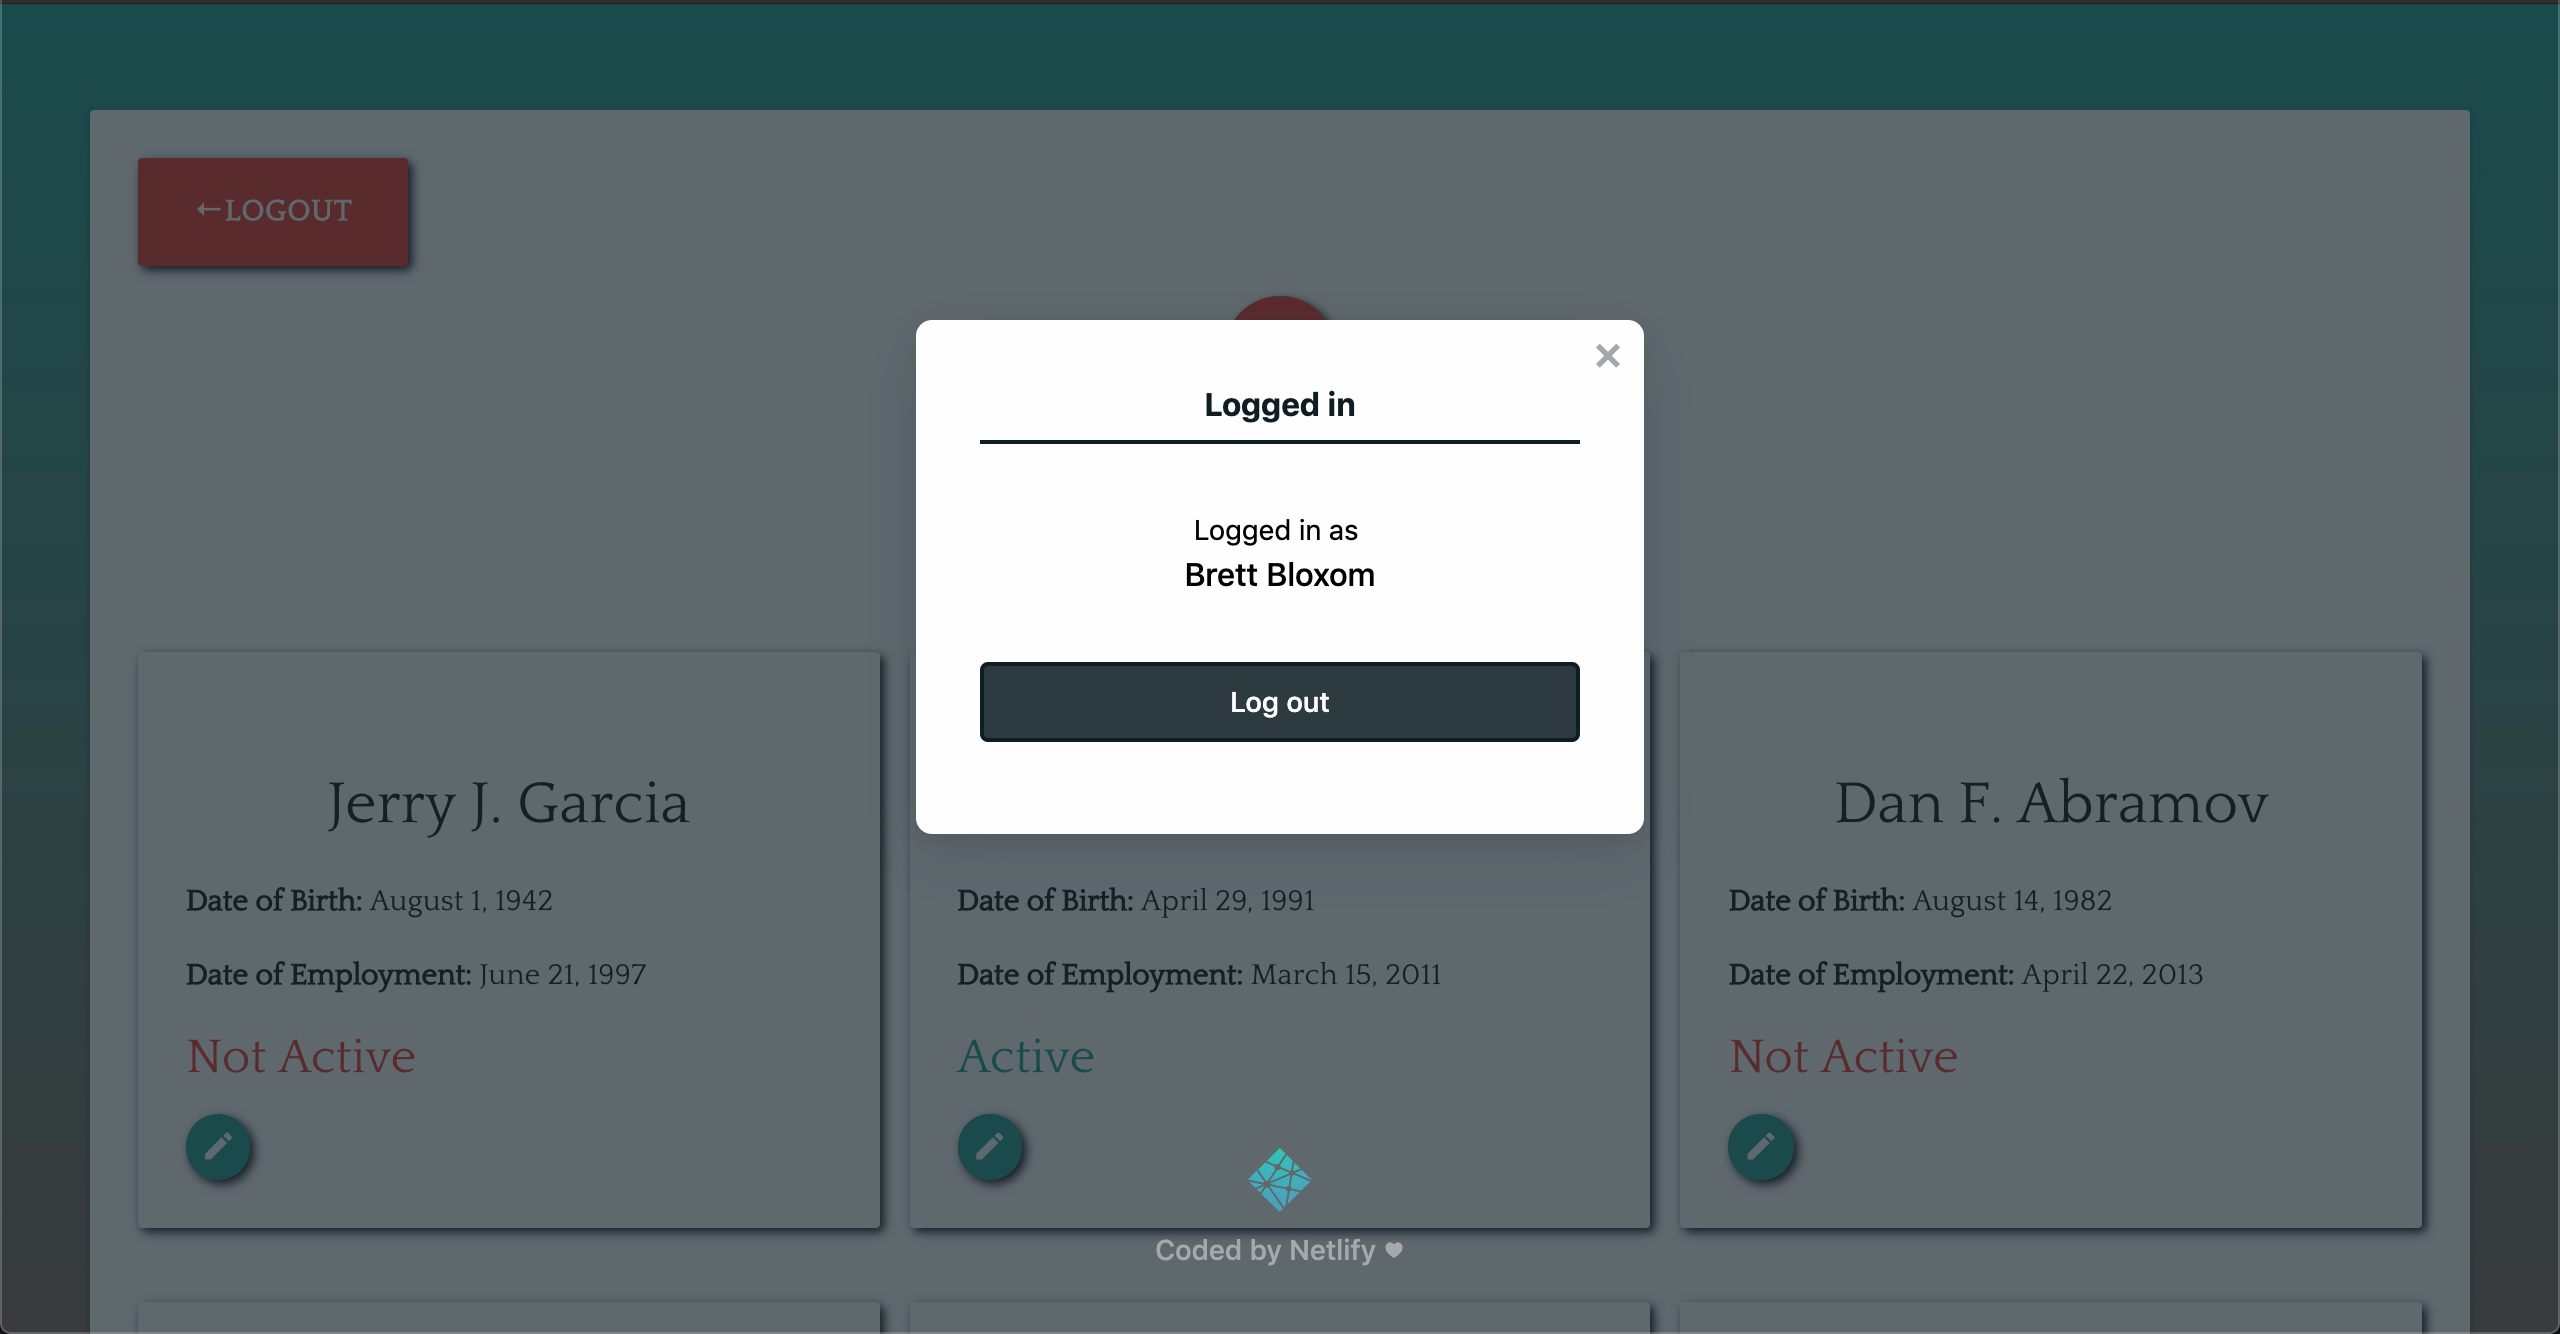 ←LOGOUT
Logged in
Logged in as
Brett Bloxom
Log out
Jerry J. Garcia
Date of Birth: August 1, 1942
Date of Employment: June 21, 1997
Not Active
Date of Birth: April 29, 1991
Date of Employment: March 15, 2011
Active
Dan F. Abramov
Date of Birth: August 14, 1982
Date of Employment: April 22, 2013
Not Active
Coded by Netlify